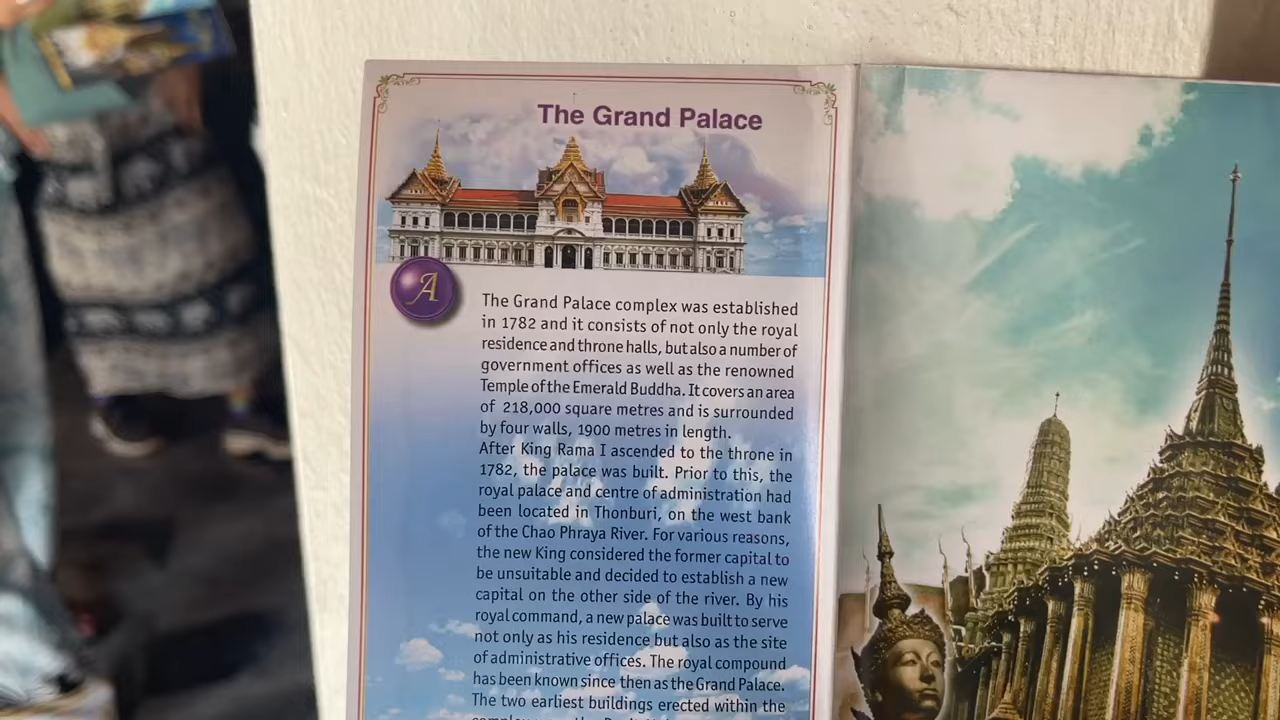 The Grand Palace
A
The Grand Palace complex was established
in 1782 and it consists of not only the royal
residence and throne halls, but also a number of
government offices as well as the renowned
Temple of the Emerald Buddha. It covers an area
of 218,000 square metres and is surrounded
by four walls, 1900 metres in length.
After King Rama I ascended to the throne in
1782, the palace was built. Prior to this, the
royal palace and centre of administration had
been located in Thonburi, on the west bank
of the Chao Phraya River. For various reasons,
the new King considered the former capital to
be unsuitable and decided to establish a new
capital on the other side of the river. By his
royal command, a new palace was built to serve
not only as his residence but also as the site
of administrative offices. The royal compound
has been known since then as the Grand Palace.
The two earliest buildings erected within the